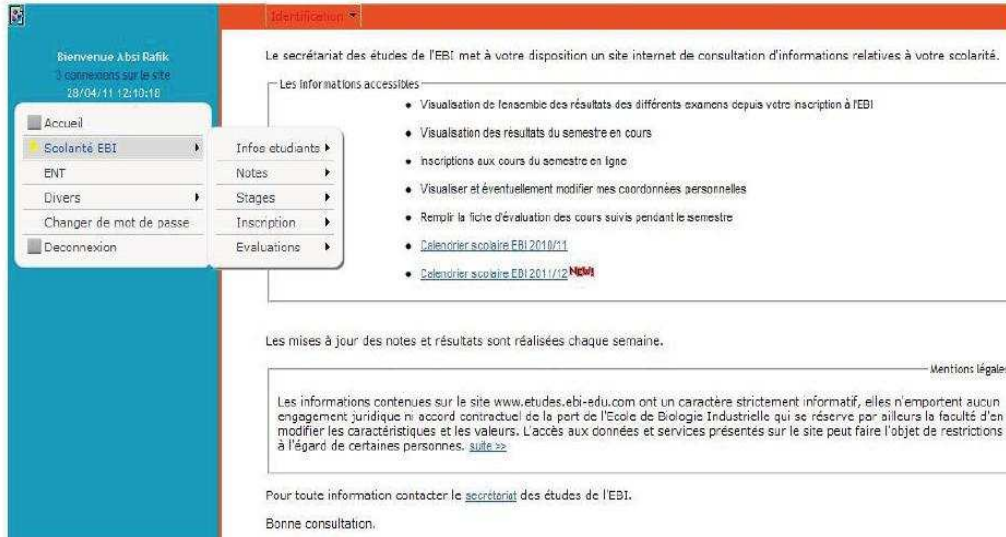 Identification
Bienvenue Absi Rafik
3 connexions sur le site
28/04/11 12:10:18
Accueil
Scolarité EBI
ENT
Divers
Changer de mot de passe
Deconnexion
Infos etudiants
Notes
Stages
Inscription
Evaluations
Le secrétariat des études de l'EBI met à votre disposition un site internet de consultation d'informations relatives à votre scolarité.
Les informations accessibles
Visualisation de l'ensemble des résultats des différents examens depuis votre inscription à l'EBI
Visualisation des résultats du semestre en cours
Inscriptions aux cours du semestre en ligne
Visualiser et éventuellement modifier mes coordonnées personnelles
Remplir la fiche d'évaluation des cours suivis pendant le semestre
Calendrier scolaire EBI 2010/11
Calendrier scolaire EBI 2011/12 NEW!
Les mises à jour des notes et résultats sont réalisées chaque semaine.
Mentions légales
Les informations contenues sur le site www.etudes.ebi-edu.com ont un caractère strictement informatif, elles n'emportent aucun
engagement juridique ni accord contractuel de la part de l'Ecole de Biologie Industrielle qui se réserve par ailleurs la faculté d'en
modifier les caractéristiques et les valeurs. L'accès aux données et services présentés sur le site peut faire l'objet de restrictions
à l'égard de certaines personnes. suite >>
Pour toute information contacter le secrétariat des études de l'EBI.
Bonne consultation.